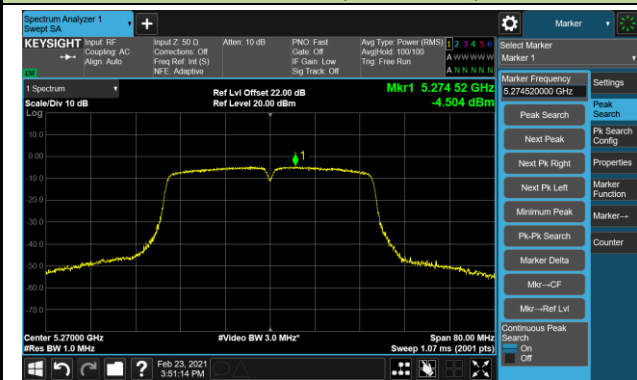 Spectrum Analyzer 1
Swept SA
+
Marker
KEYSIGHT
Input: RF
Coupling: AC
Align: Auto
Input Z: 50 Ω
Corrections: Off
Freq Ref: Int (S)
NFE: Adaptive
Atten: 10 dB
PNO: Fast
Gate: Off
IF Gain: Low
Sig Track: Off
Avg Type: Power (RMS)
Avg|Hold: 100/100
Trig: Free Run
1 2 3 4 5 6
A W W W W W
A N N N N N
Select Marker
Marker 1
1 Spectrum
Scale/Div 10 dB
Log
Ref Lvl Offset 22.00 dB
Ref Level 20.00 dBm
Mkr1 5.274 52 GHz
-4.504 dBm
10.0
0.00
-10.0
-20.0
-30.0
-40.0
-50.0
-60.0
-70.0
1
Center 5.27000 GHz
#Res BW 1.0 MHz
#Video BW 3.0 MHz*
Span 80.00 MHz
Sweep 1.07 ms (2001 pts)
Marker Frequency
5.274520000 GHz
Peak Search
Next Peak
Next Pk Right
Next Pk Left
Minimum Peak
Pk-Pk Search
Marker Delta
Mkr→CF
Mkr→Ref Lvl
Continuous Peak
Search
On
Off
Settings
Peak
Search
Pk Search
Config
Properties
Marker
Function
Marker→
Counter
?
Feb 23, 2021
3:51:14 PM